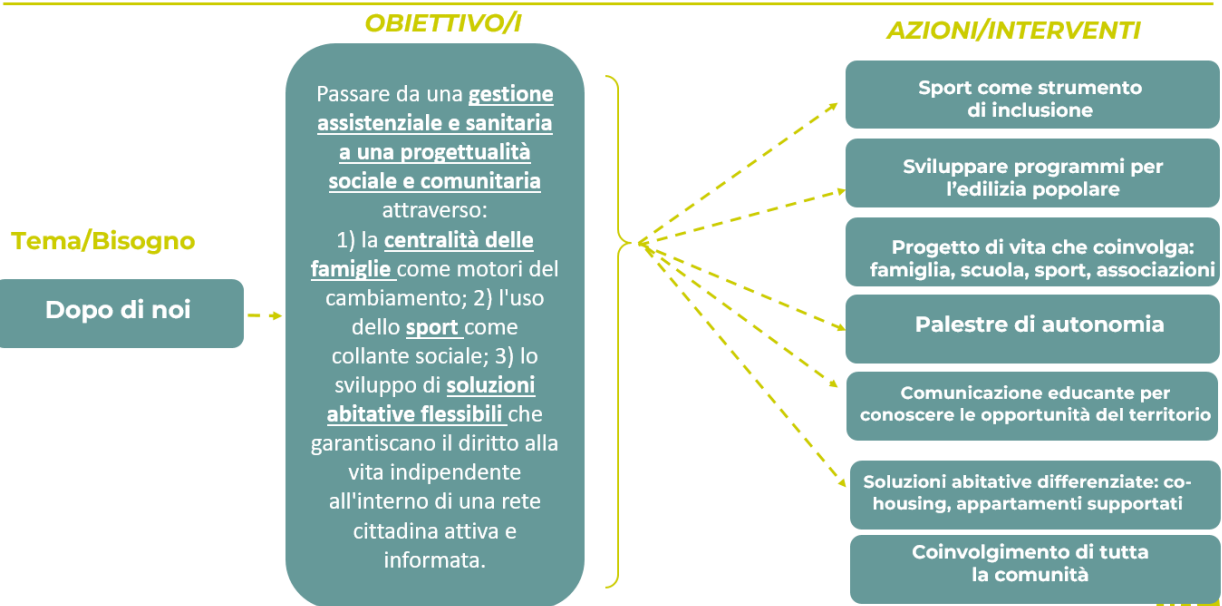 OBIETTIVO/I
AZIONI/INTERVENTI
Tema/Bisogno
Dopo di noi
Passare da una gestione
assistenziale e sanitaria
a una progettualità
sociale e comunitaria
attraverso:
1) la centralità delle
famiglie come motori del
cambiamento; 2) l'uso
dello sport come
collante sociale; 3) lo
sviluppo di soluzioni
abitative flessibili che
garantiscano il diritto alla
vita indipendente
all'interno di una rete
cittadina attiva e
informata.
Sport come strumento
di inclusione
Sviluppare programmi per
l’edilizia popolare
Progetto di vita che coinvolga:
famiglia, scuola, sport, associazioni
Palestre di autonomia
Comunicazione educante per
conoscere le opportunità del territorio
Soluzioni abitative differenziate: co-
housing, appartamenti supportati
Coinvolgimento di tutta
la comunità